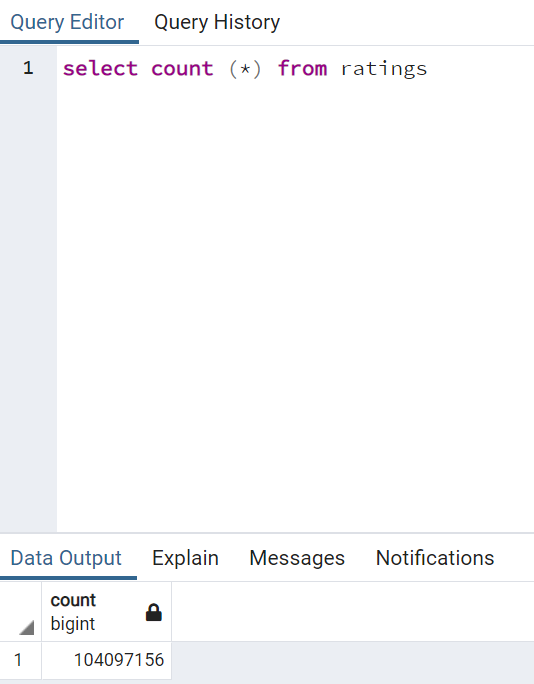 Query Editor Query History
1 select count (*) from ratings
Data Output Explain Messages Notifications
count
bigint
1 104097156